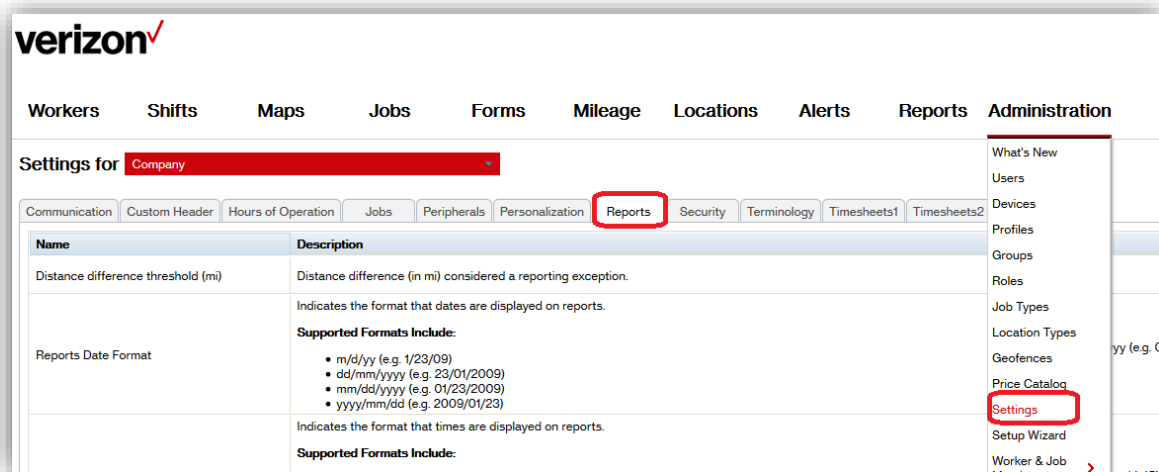 verizon
Workers Shifts Maps Jobs Forms Mileage Locations Alerts Reports Administration
Settings for Company
Communication Custom Header Hours of Operation Jobs Peripherals Personalization Reports Security Terminology Timesheets1 Timesheets2
Name Description
Distance difference threshold (mi) Distance difference (in mi) considered a reporting exception.
Reports Date Format
Indicates the format that dates are displayed on reports.
Supported Formats Include:
• m/d/yy (e.g. 1/23/09)
• dd/mm/yyyy (e.g. 23/01/2009)
• mm/dd/yyyy (e.g. 01/23/2009)
• yyyy/mm/dd (e.g. 2009/01/23)
Indicates the format that times are displayed on reports.
Supported Formats Include:
What's New
Users
Devices
Profiles
Groups
Roles
Job Types
Location Types
Geofences
Price Catalog
Settings
Setup Wizard
Worker & Job
yy (e.g.